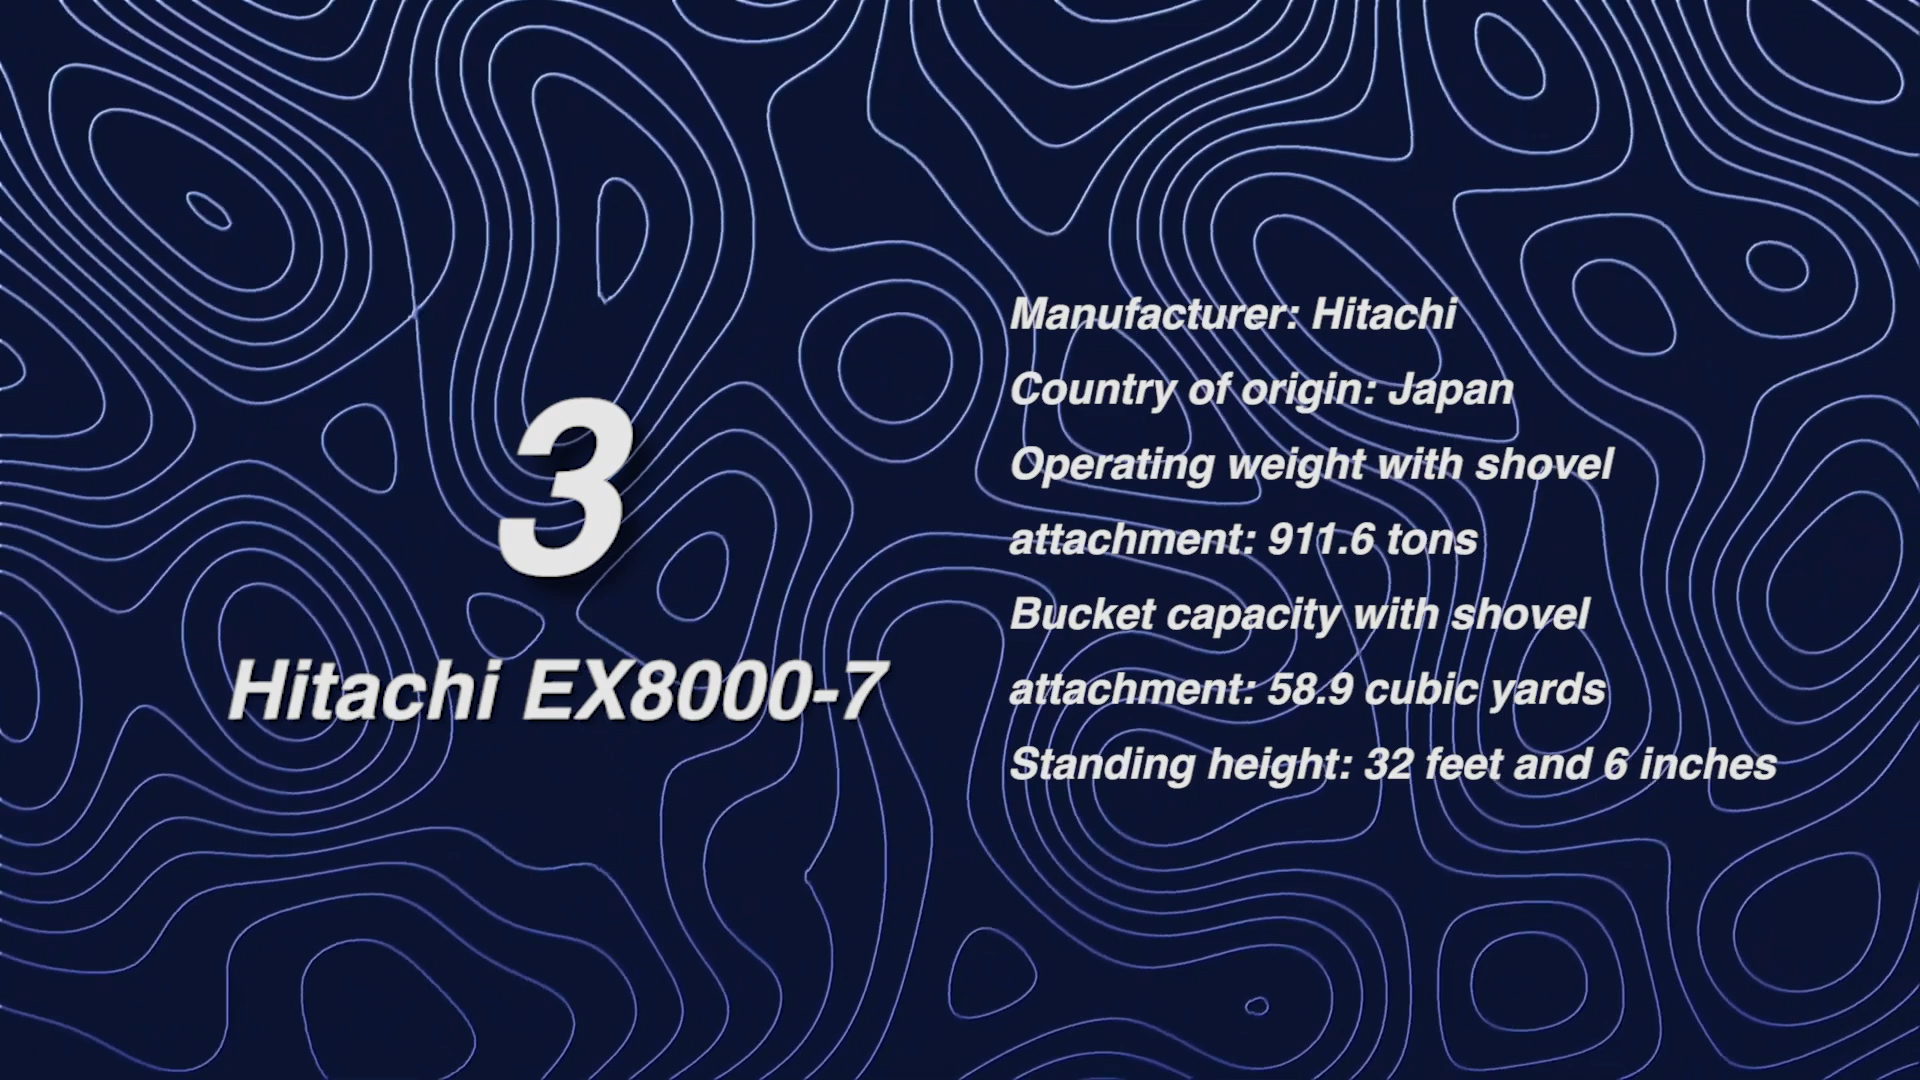 3
Hitachi EX8000-7
Manufacturer: Hitachi
Country of origin: Japan
Operating weight with shovel
attachment: 911.6 tons
Bucket capacity with shovel
attachment: 58.9 cubic yards
Standing height: 32 feet and 6 inches